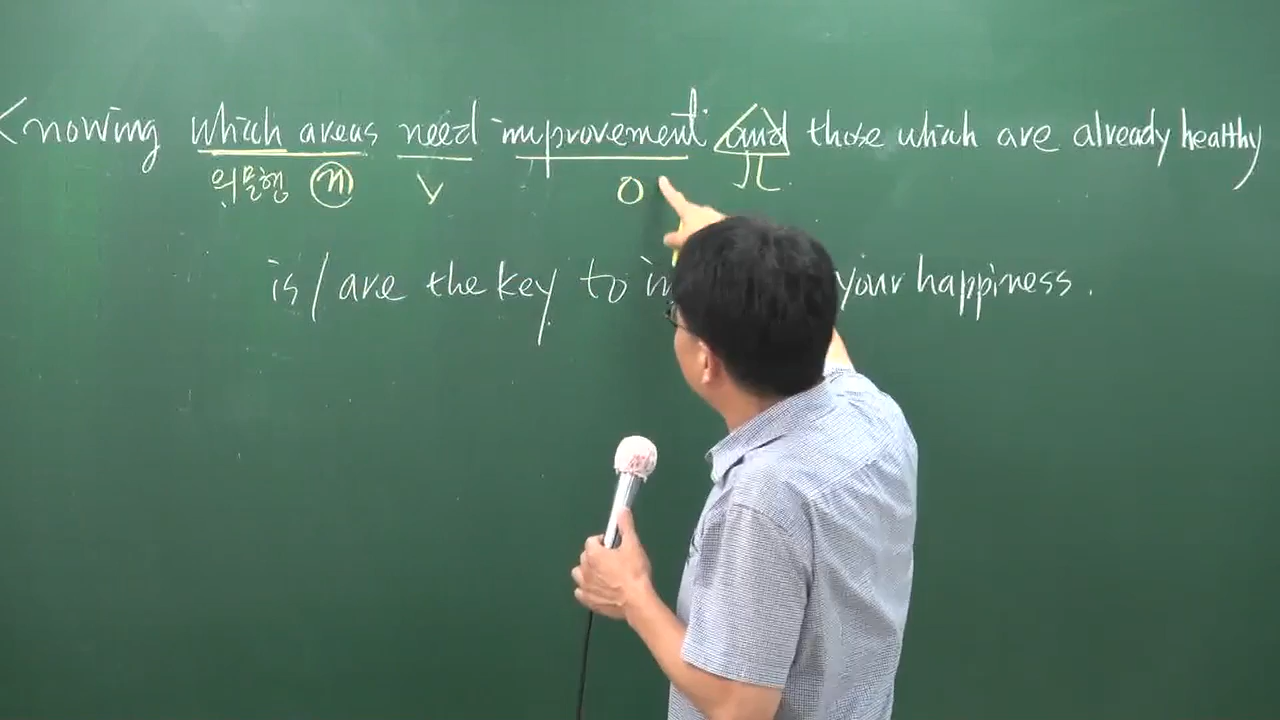 Knowing which areas need improvement and those which are already healthy
의문형 n V O
is / are the key to your happiness.